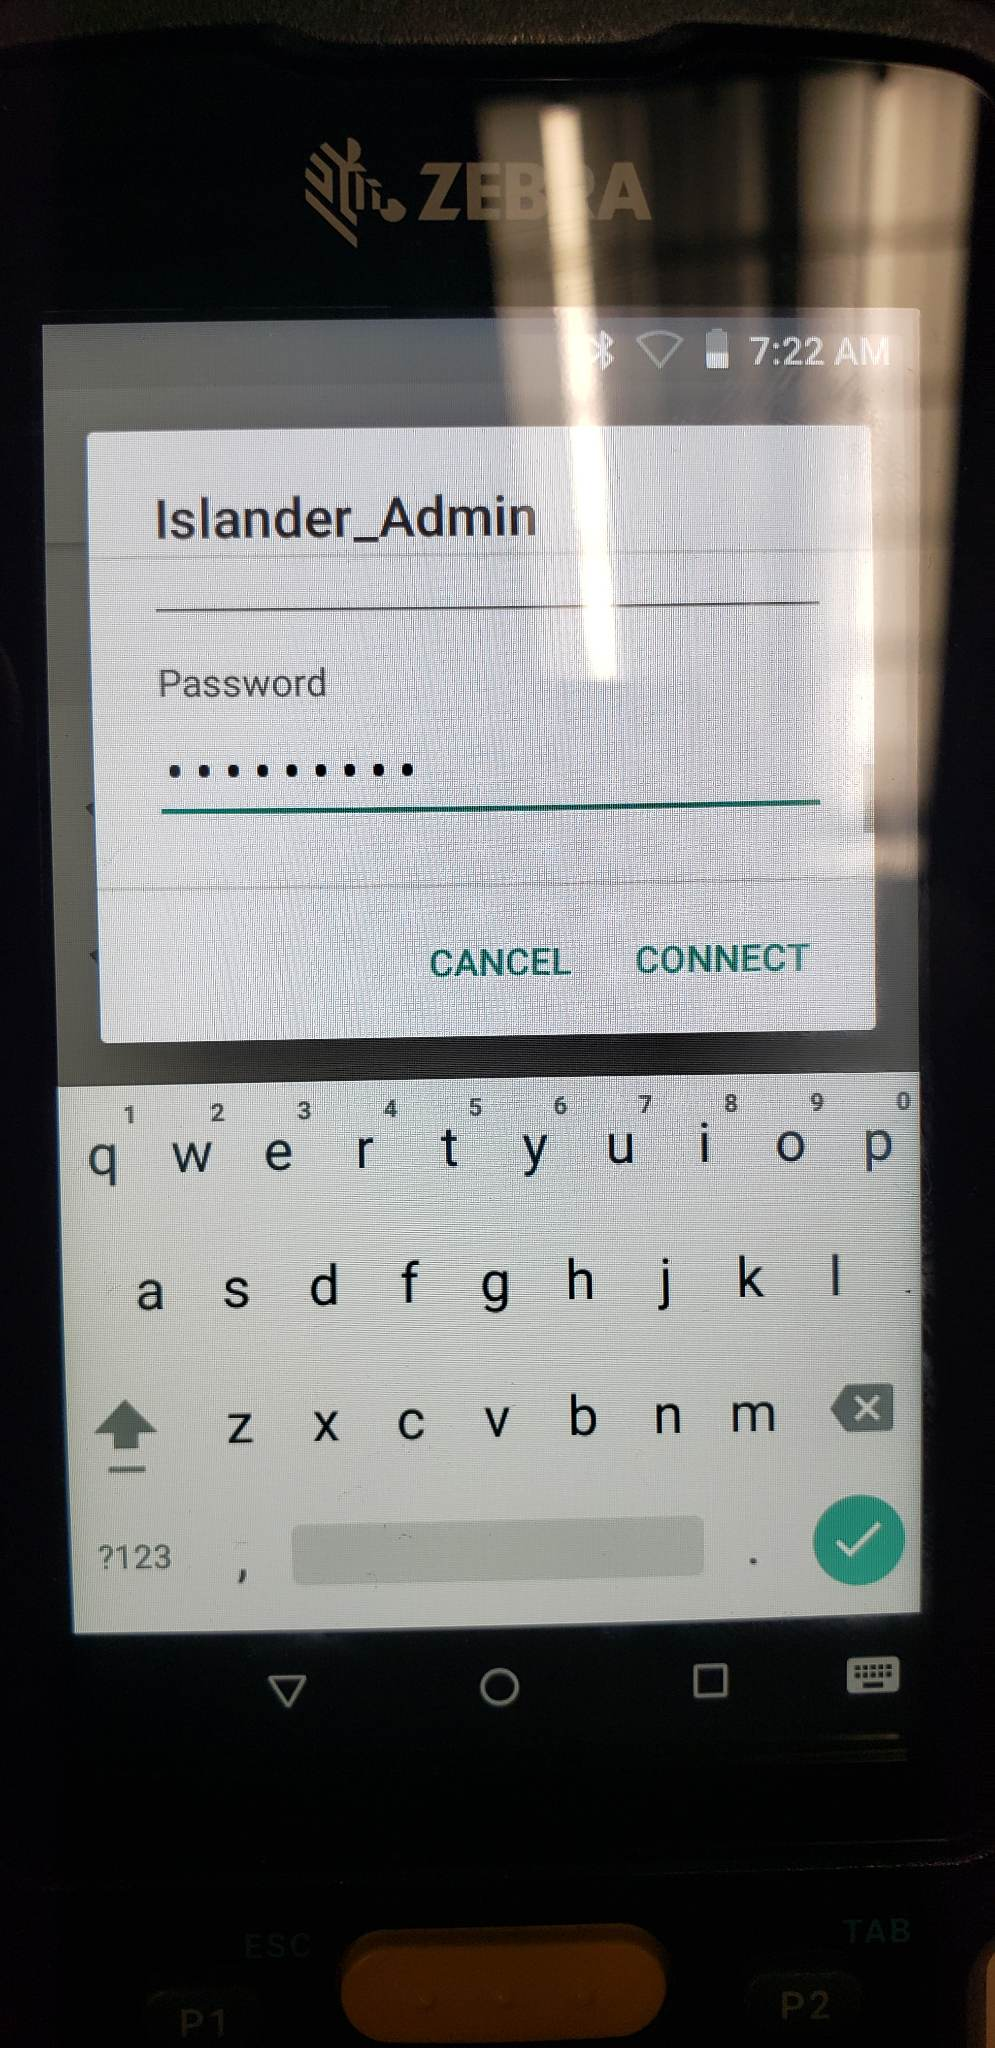 ZEBRA
7:22 AM
Islander_Admin
Password
•••••••••
CANCEL CONNECT
1 2 3 4 5 6 7 8 9 0
q w e r t y u i o p
a s d f g h j k l
z x c v b n m
?123 , .
ESC TAB
P1 P2